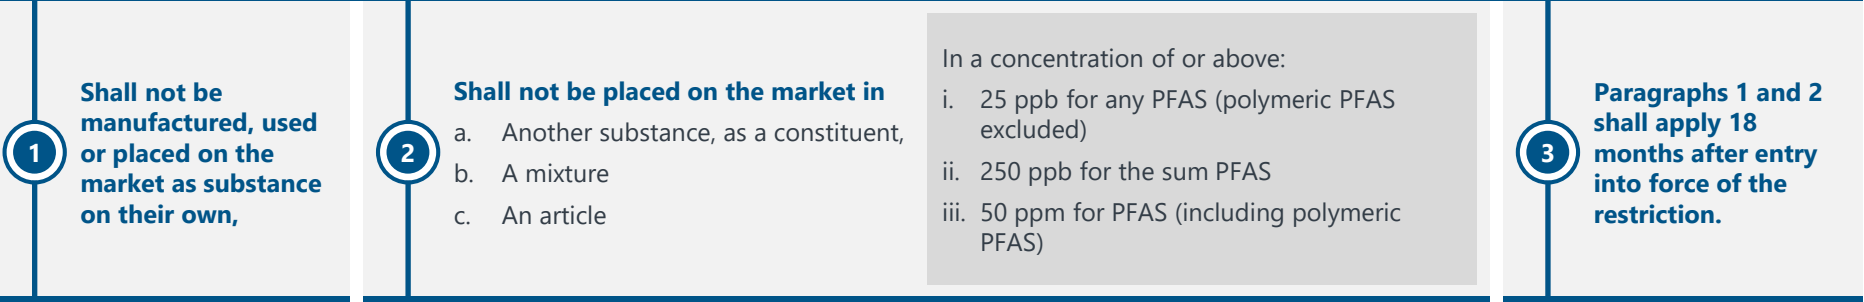 1
Shall not be
manufactured, used
or placed on the
market as substance
on their own,
2
Shall not be placed on the market in
a. Another substance, as a constituent,
b. A mixture
c. An article
In a concentration of or above:
i. 25 ppb for any PFAS (polymeric PFAS
excluded)
ii. 250 ppb for the sum PFAS
iii. 50 ppm for PFAS (including polymeric
PFAS)
3
Paragraphs 1 and 2
shall apply 18
months after entry
into force of the
restriction.